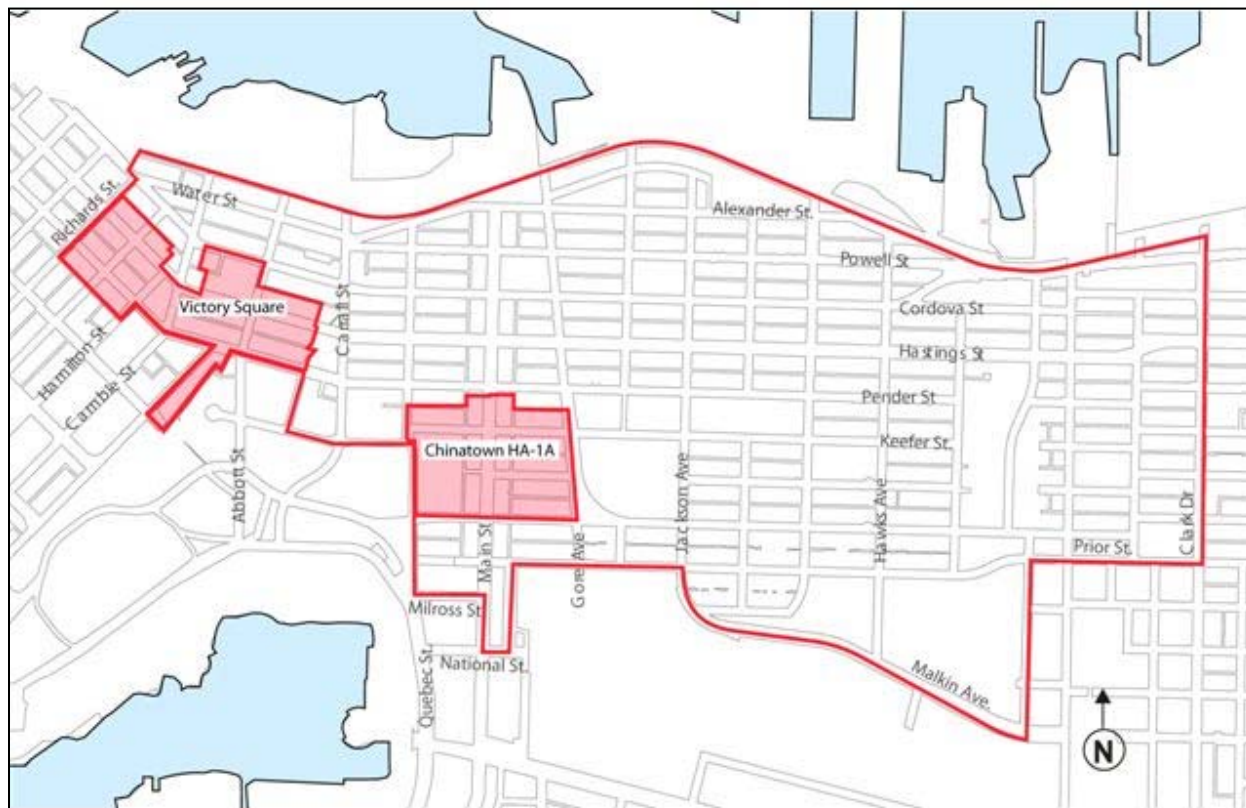 Richards St.
Water St
Alexander St.
Powell St
Victory Square
Carrall St
Cordova St
Hamilton St
Cambie St
Hastings St
Pender St
Chinatown HA-1A
Keefer St.
Abbott St
Main St
Gore Ave
Jackson Ave
Hawks Ave
Clark Dr
Prior St.
Milross St
National St.
Quebec St.
Malkin Ave.
N